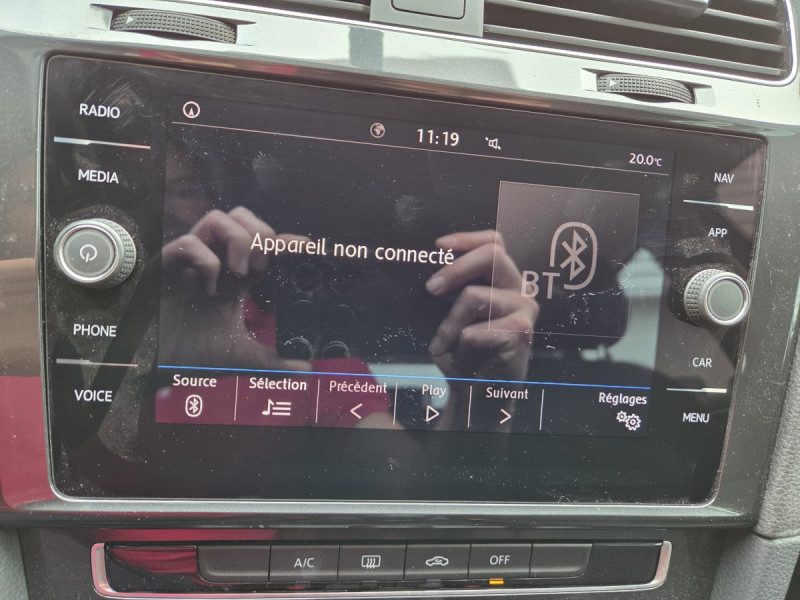 RADIO
MEDIA
PHONE
VOICE
11:19
20.0°C
Appareil non connecté
BT
Source
Sélection
Précédent
Play
Suivant
Réglages
NAV
APP
CAR
MENU
A/C
OFF